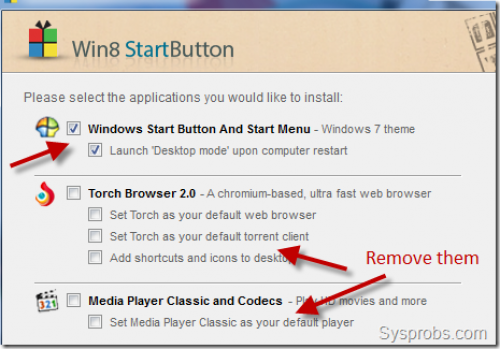 Win8 StartButton
Please select the applications you would like to install:
Windows Start Button And Start Menu - Windows 7 theme
Launch 'Desktop mode' upon computer restart
Torch Browser 2.0 - A chromium-based, ultra fast web browser
Set Torch as your default web browser
Set Torch as your default torrent client
Add shortcuts and icons to desktop
Remove them
321
Media Player Classic and Codecs - Play HD movies and more
Set Media Player Classic as your default player
Sysprobs.com